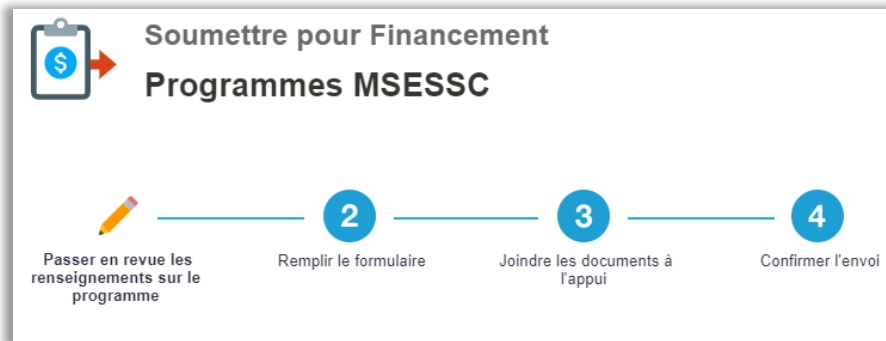 $
Soumettre pour Financement
Programmes MSESSC
2
3
4
Passer en revue les
renseignements sur le
programme
Remplir le formulaire
Joindre les documents à
l'appui
Confirmer l'envoi